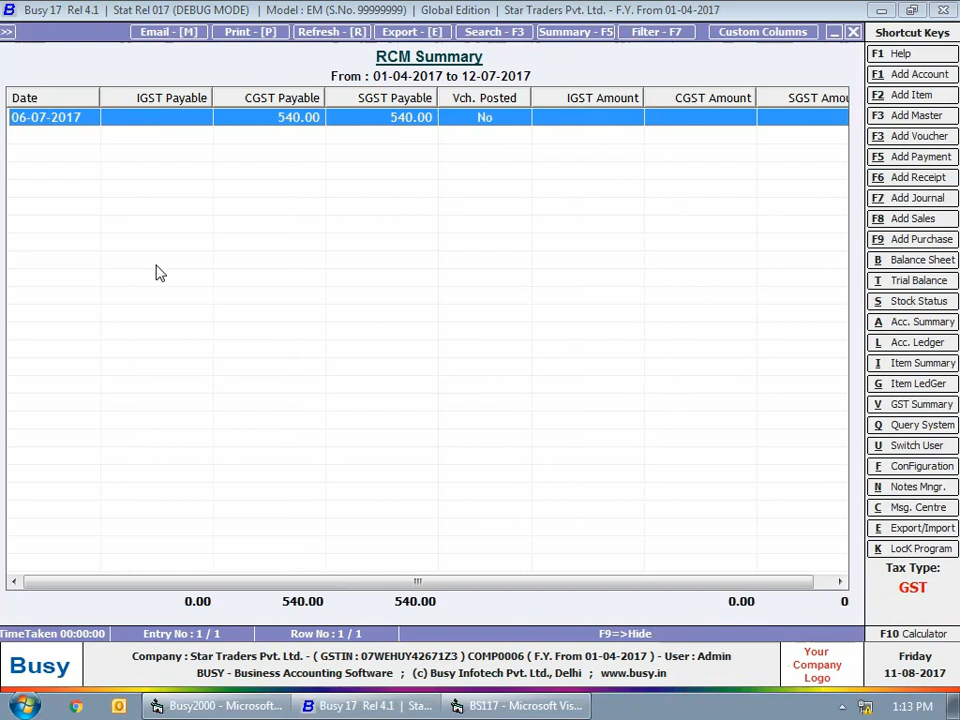 Busy 17 Rel 4.1 | Stat Rel 017 (DEBUG MODE) | Model : EM (S.No. 99999999) | Global Edition | Star Traders Pvt. Ltd. - F.Y. From 01-04-2017
>> Email - [M] Print - [P] Refresh - [R] Export - [E] Search - F3 Summary - F5 Filter - F7 Custom Columns
Shortcut Keys
RCM Summary
From : 01-04-2017 to 12-07-2017
Date IGST Payable CGST Payable SGST Payable Vch. Posted IGST Amount CGST Amount SGST Amou
06-07-2017 540.00 540.00 No
0.00 540.00 540.00 0.00 0
F1 Help
F1 Add Account
F2 Add Item
F3 Add Master
F3 Add Voucher
F5 Add Payment
F6 Add Receipt
F7 Add Journal
F8 Add Sales
F9 Add Purchase
B Balance Sheet
T Trial Balance
S Stock Status
A Acc. Summary
L Acc. Ledger
I Item Summary
G Item LedGer
V GST Summary
Q Query System
U Switch User
F ConFiguration
N Notes Mngr.
C Msg. Centre
E Export/Import
K LocK Program
Tax Type:
GST
TimeTaken 00:00:00 Entry No : 1 / 1 Row No : 1 / 1 F9=>Hide F10 Calculator
Busy
Company : Star Traders Pvt. Ltd. - ( GSTIN : 07WEHUY42671Z3 ) COMP0006 ( F.Y. From 01-04-2017 ) - User : Admin
BUSY - Business Accounting Software ; (c) Busy Infotech Pvt. Ltd., Delhi ; www.busy.in
Your
Company
Logo
Friday
11-08-2017
Busy2000 - Microsoft... Busy 17 Rel 4.1 | Sta... BS117 - Microsoft Vis... 1:13 PM